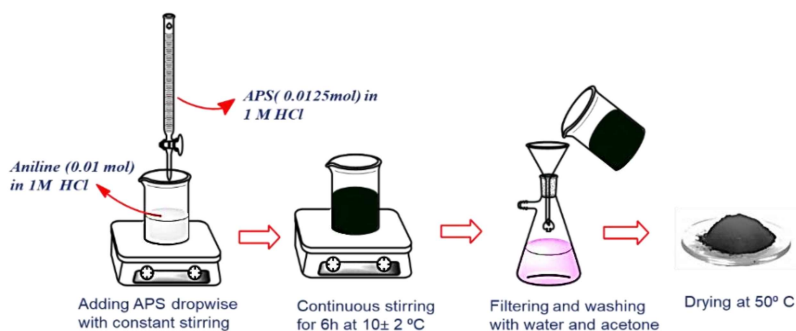 APS( 0.0125mol) in
1 M HCl
Aniline (0.01 mol)
in 1M HCl
Adding APS dropwise
with constant stirring
Continuous stirring
for 6h at 10± 2 ºC
Filtering and washing
with water and acetone
Drying at 50º C